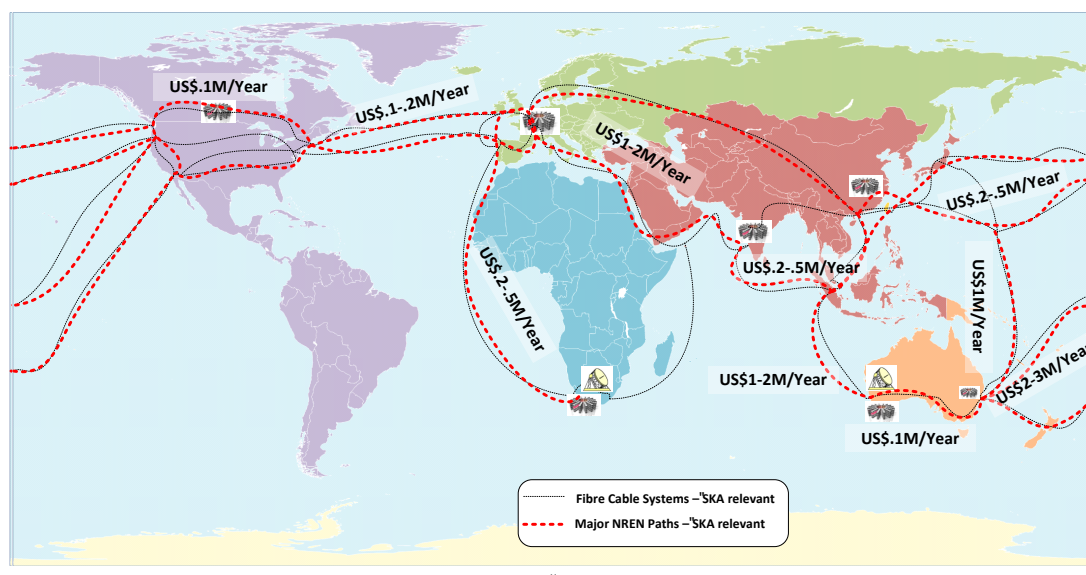 US$.1M/Year
US$.1-.2M/Year
US$1-2M/Year
US$.2-.5M/Year
US$.2-.5M/Year
US$.2-.5M/Year
US$1M/Year
US$1-2M/Year
US$2-3M/Year
US$.1M/Year
Fibre Cable Systems –"SKA relevant
Major NREN Paths –"SKA relevant